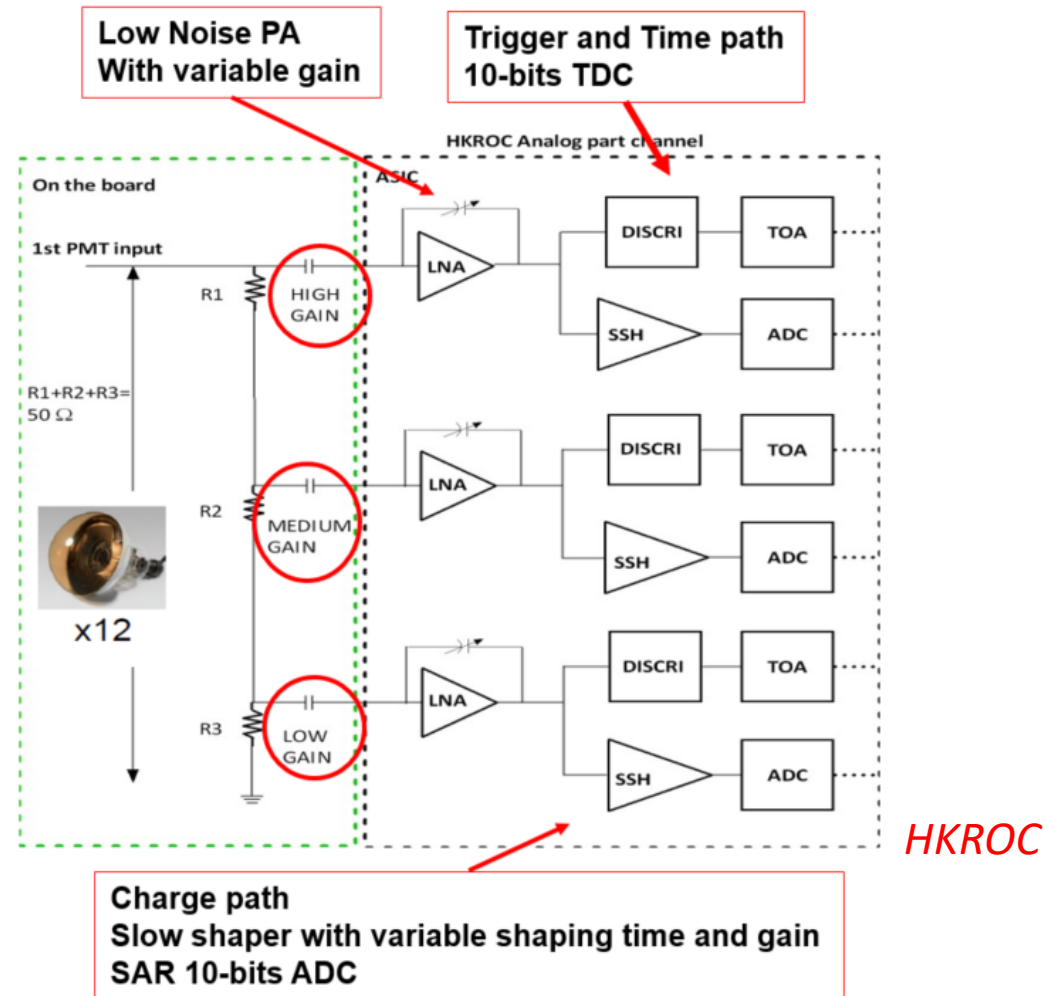 Low Noise PA
With variable gain
Trigger and Time path
10-bits TDC
HKROC Analog part channel
On the board
ASIC
1st PMT input
R1
HIGH
GAIN
LNA
DISCRI
TOA
SSH
ADC
R1+R2+R3=
50 Ω
R2
MEDIUM
GAIN
LNA
DISCRI
TOA
SSH
ADC
x12
R3
LOW
GAIN
LNA
DISCRI
TOA
SSH
ADC
HKROC
Charge path
Slow shaper with variable shaping time and gain
SAR 10-bits ADC